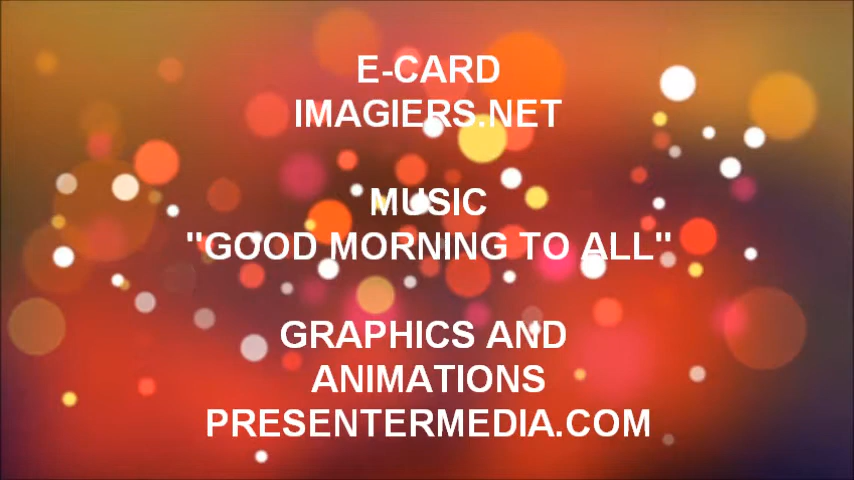 E-CARD
IMAGIERS.NET
MUSIC
"GOOD MORNING TO ALL"
GRAPHICS AND
ANIMATIONS
PRESENTERMEDIA.COM